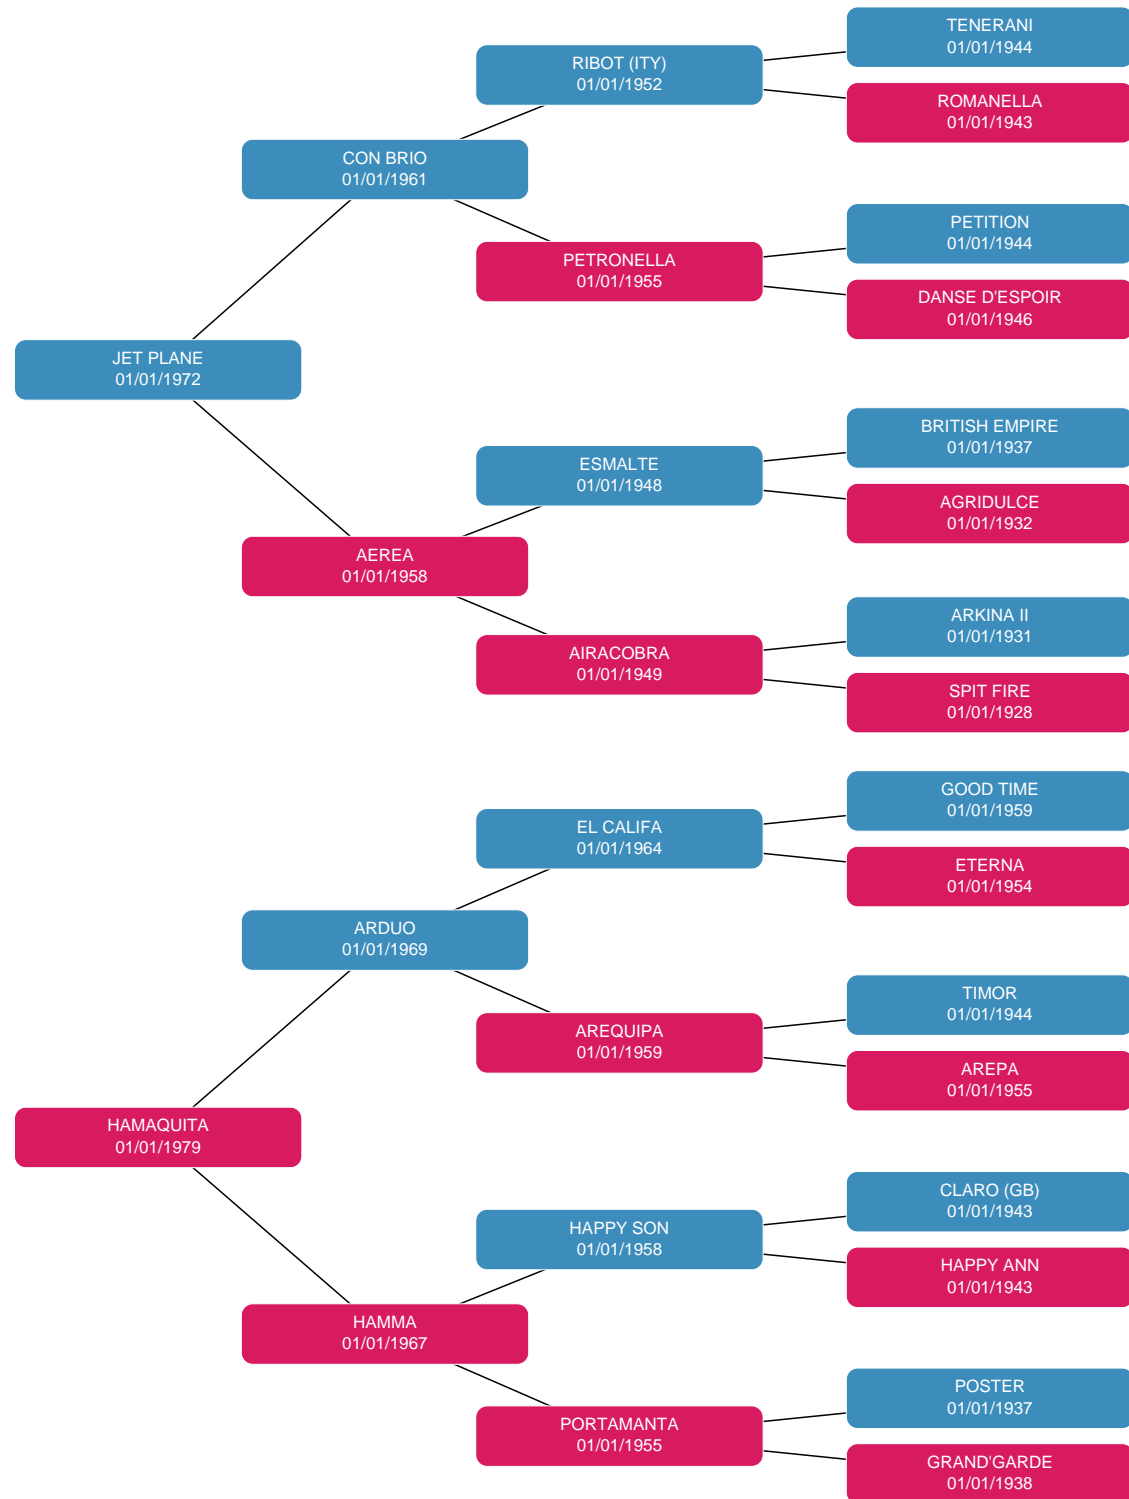 TENERANI
01/01/1944
RIBOT (ITY)
01/01/1952
ROMANELLA
01/01/1943
CON BRIO
01/01/1961
PETITION
01/01/1944
PETRONELLA
01/01/1955
DANSE D'ESPOIR
01/01/1946
JET PLANE
01/01/1972
BRITISH EMPIRE
01/01/1937
ESMALTE
01/01/1948
AGRIDULCE
01/01/1932
AEREA
01/01/1958
ARKINA II
01/01/1931
AIRACOBRA
01/01/1949
SPIT FIRE
01/01/1928
GOOD TIME
01/01/1959
EL CALIFA
01/01/1964
ETERNA
01/01/1954
ARDUO
01/01/1969
TIMOR
01/01/1944
AREQUIPA
01/01/1959
AREPA
01/01/1955
HAMAQUITA
01/01/1979
CLARO (GB)
01/01/1943
HAPPY SON
01/01/1958
HAPPY ANN
01/01/1943
HAMMA
01/01/1967
POSTER
01/01/1937
PORTAMANTA
01/01/1955
GRAND'GARDE
01/01/1938